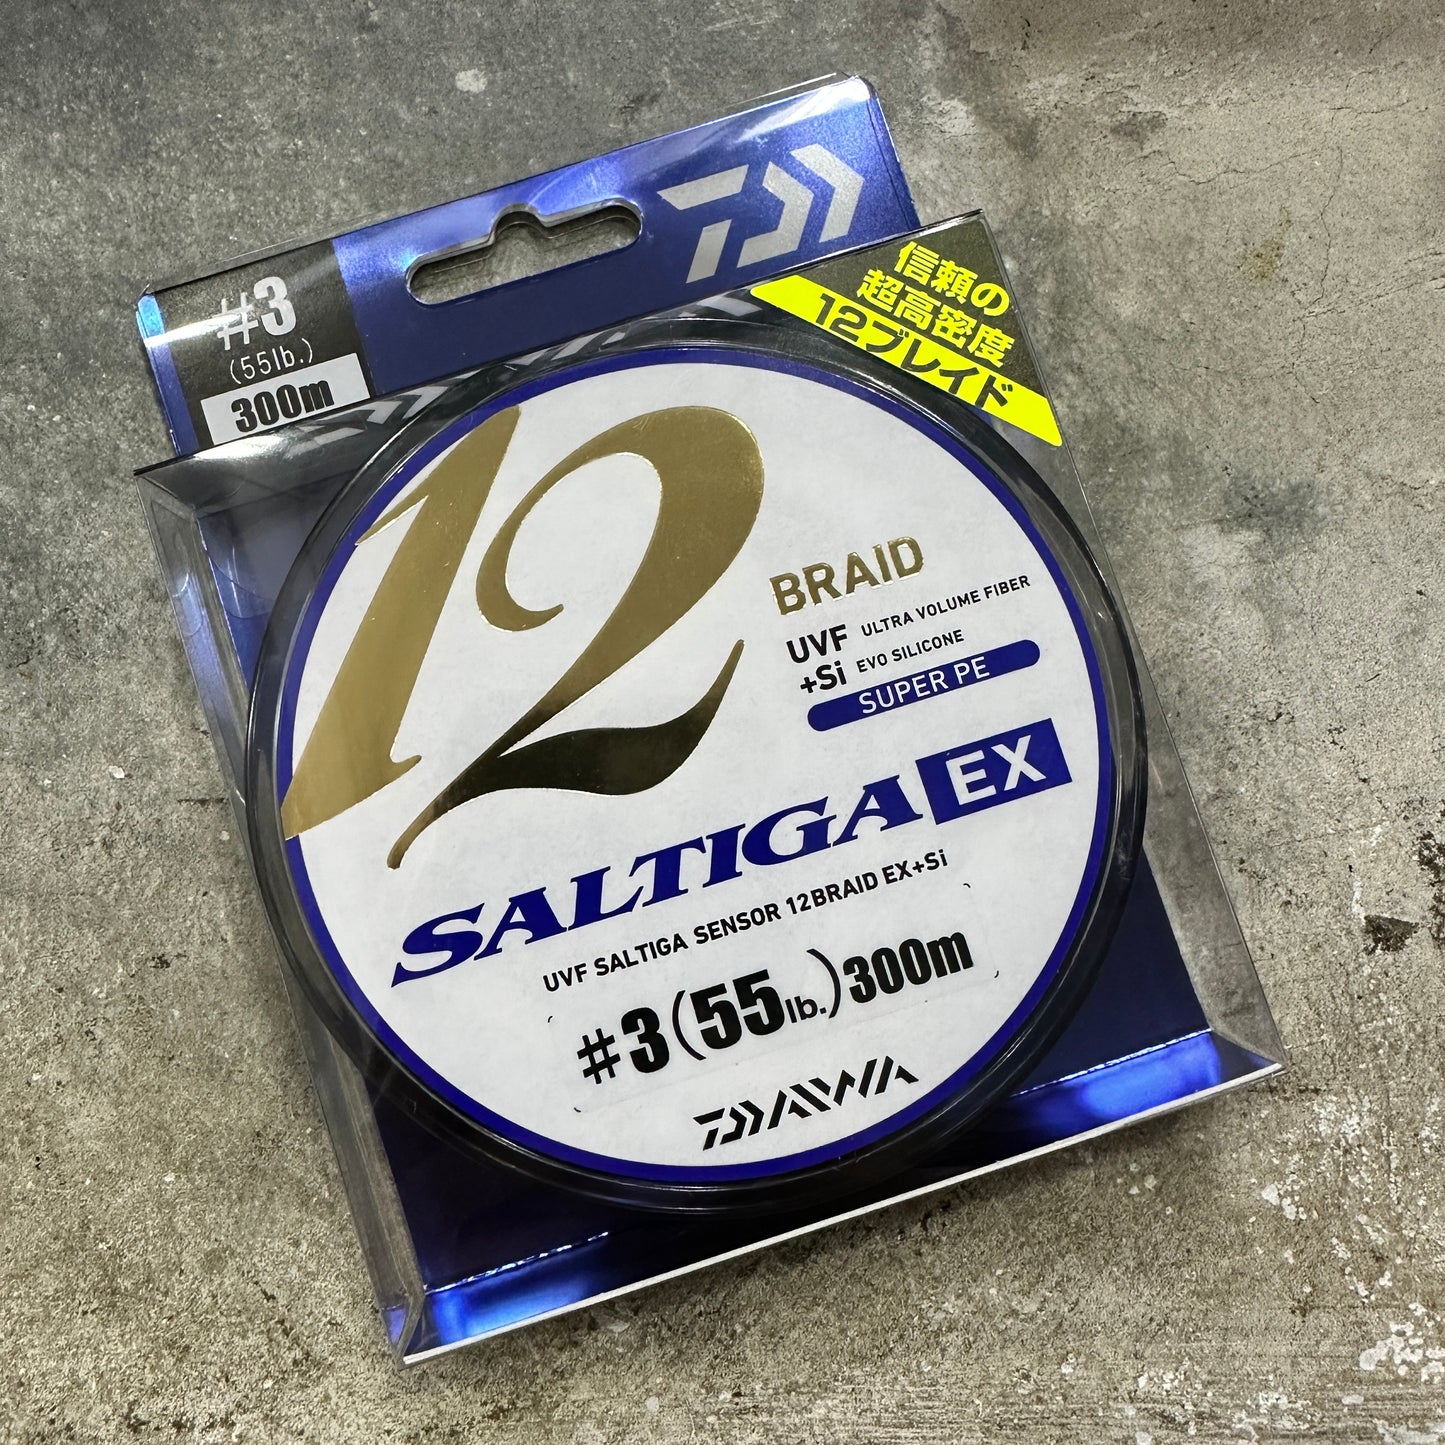 #3
(55lb.)
300m
信頼の
超高密度
12ブレイド
12
BRAID
UVF ULTRA VOLUME FIBER
+Si EVO SILICONE
SUPER PE
SALTIGA EX
UVF SALTIGA SENSOR 12BRAID EX+Si
#3(55lb.)300m
DAIWA